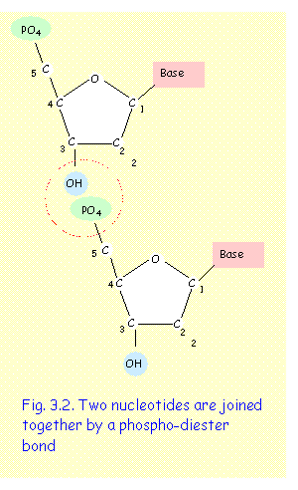 PO4
5 C
O
Base
4 C
C 1
3 C
C 2
2
OH
PO4
5 C
O
Base
4 C
C 1
3 C
C 2
2
OH
Fig. 3.2. Two nucleotides are joined
together by a phospho-diester
bond